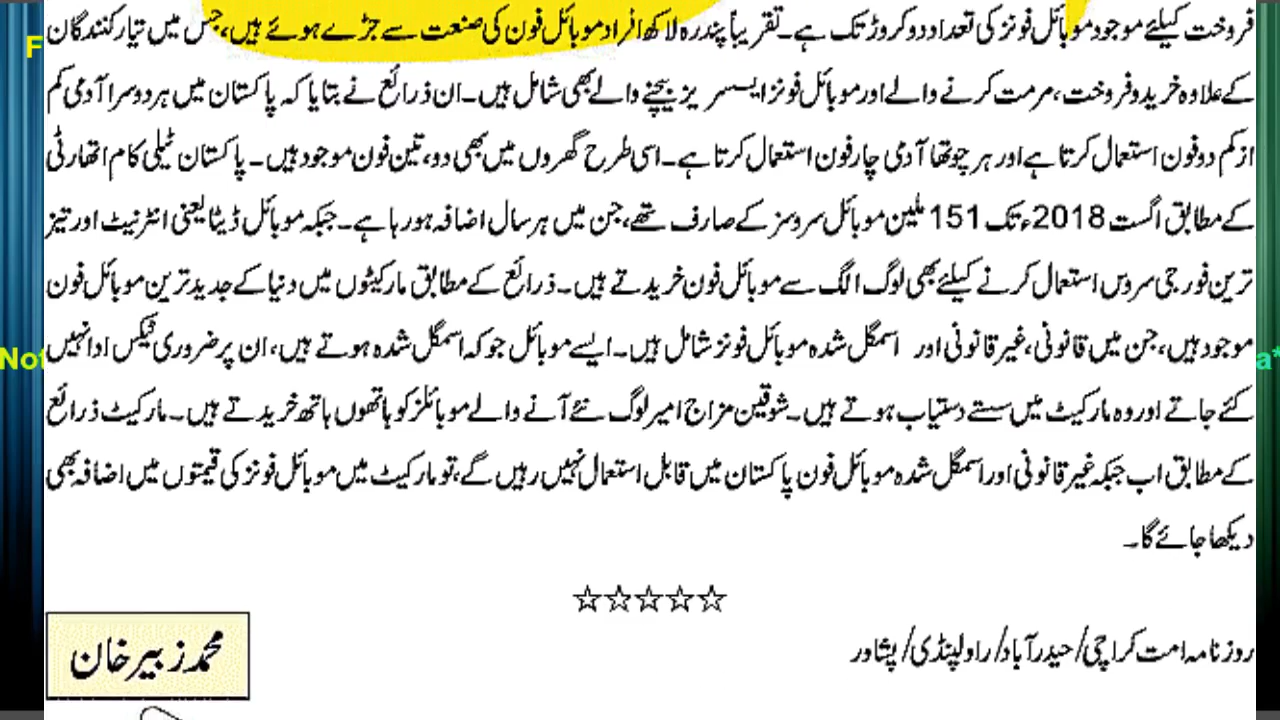 فروخت کیلئے موجود موبائل فونز کی تعداد دو کروڑ تک ہے۔ تقریباً پندرہ لاکھ افراد موبائل فون کی صنعت سے جڑے ہوئے ہیں، جس میں تیار کنندگان
کے علاوہ خرید و فروخت، مرمت کرنے والے اور موبائل فونز ایسسریز بیچنے والے بھی شامل ہیں۔ ان ذرائع نے بتایا کہ پاکستان میں ہر دوسرا آدمی کم
از کم دو فون استعمال کرتا ہے اور ہر چوتھا آدمی چار فون استعمال کرتا ہے۔ اسی طرح گھروں میں بھی دو، تین فون موجود ہیں۔ پاکستان ٹیلی کام اتھارٹی
کے مطابق اگست 2018ء تک 151 ملین موبائل سروسز کے صارف تھے، جن میں ہر سال اضافہ ہو رہا ہے۔ جبکہ موبائل ڈیٹا یعنی انٹرنیٹ اور تیز
ترین فور جی سروس استعمال کرنے کیلئے بھی لوگ الگ سے موبائل فون خریدتے ہیں۔ ذرائع کے مطابق مارکیٹوں میں دنیا کے جدید ترین موبائل فون
موجود ہیں، جن میں قانونی، غیر قانونی اور اسمگل شدہ موبائل فونز شامل ہیں۔ ایسے موبائل جو کہ اسمگل شدہ ہوتے ہیں، ان پر ضروری ٹیکس ادا نہیں
کئے جاتے اور وہ مارکیٹ میں سستے دستیاب ہوتے ہیں۔ شوقین مزاج امیر لوگ نئے آنے والے موبائلز کو ہاتھوں ہاتھ خریدتے ہیں۔ مارکیٹ ذرائع
کے مطابق اب جبکہ غیر قانونی اور اسمگل شدہ موبائل فون پاکستان میں قابل استعمال نہیں رہیں گے، تو مارکیٹ میں موبائل فونز کی قیمتوں میں اضافہ بھی
دیکھا جائے گا۔
☆☆☆☆☆
روزنامہ امت کراچی/حیدرآباد/راولپنڈی/پشاور
محمد زبیر خان
F
Not
a*